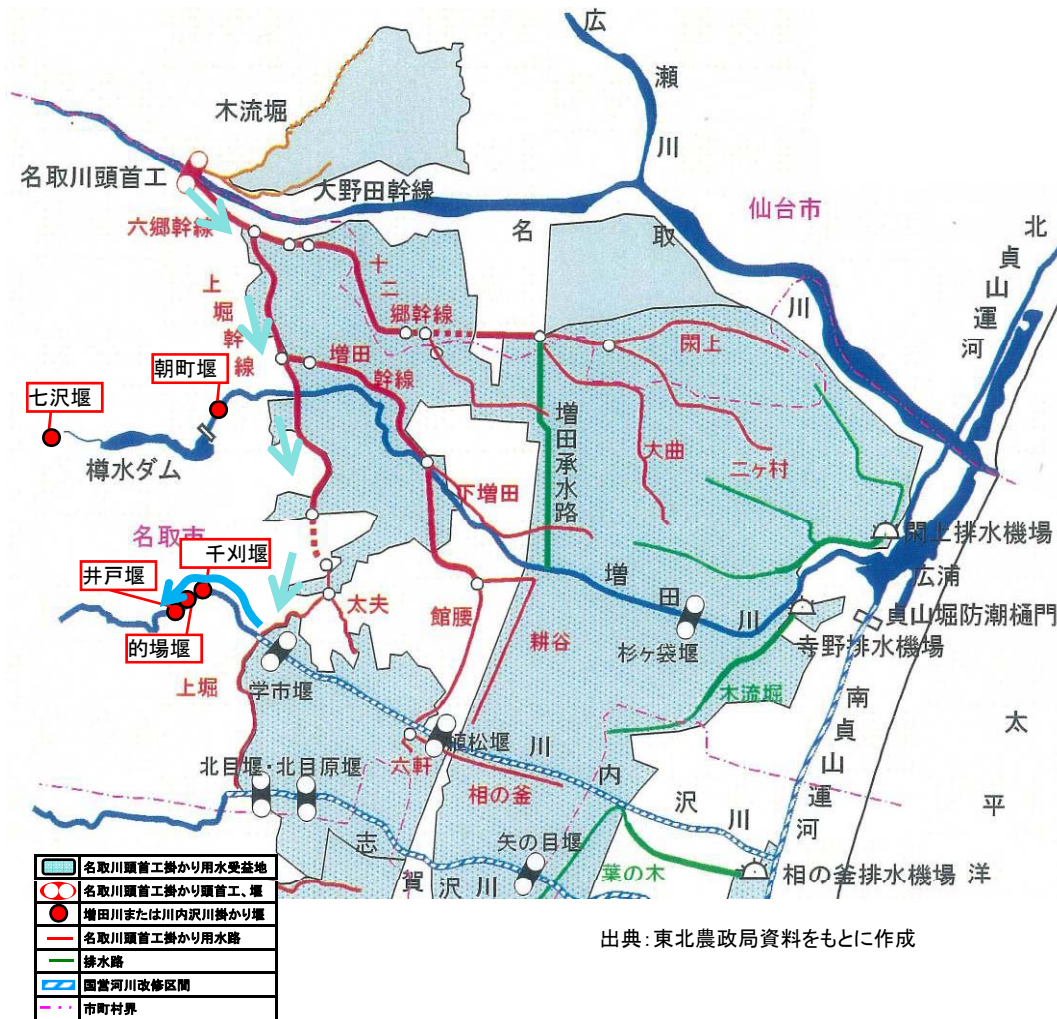 広
瀬
川
木流堀
名取川頭首工
大野田幹線
六郷幹線
名
取
川
仙台市
北
貞
山
運
河
上
堀
幹
線
十
二
郷幹線
増田
幹線
閖上
朝町堰
七沢堰
樽水ダム
増
田
承
水
路
大曲
二ケ村
下増田
名取市
千刈堰
井戸堰
的場堰
閖上排水機場
広浦
増
田
川
貞山堀防潮樋門
寺野排水機場
杉ヶ袋堰
太夫
館腰
耕谷
上堀
学市堰
木流堀
南
貞
山
運
河
太
平
洋
植松堰
川
内
沢
川
北目堰・北目原堰
六軒
相の釜
志
賀
沢
川
矢の目堰
葉の木
相の釜排水機場
名取川頭首工掛かり用水受益地
名取川頭首工掛かり頭首工、堰
増田川または川内沢川掛かり堰
名取川頭首工掛かり用水路
排水路
国営河川改修区間
市町村界
出典：東北農政局資料をもとに作成